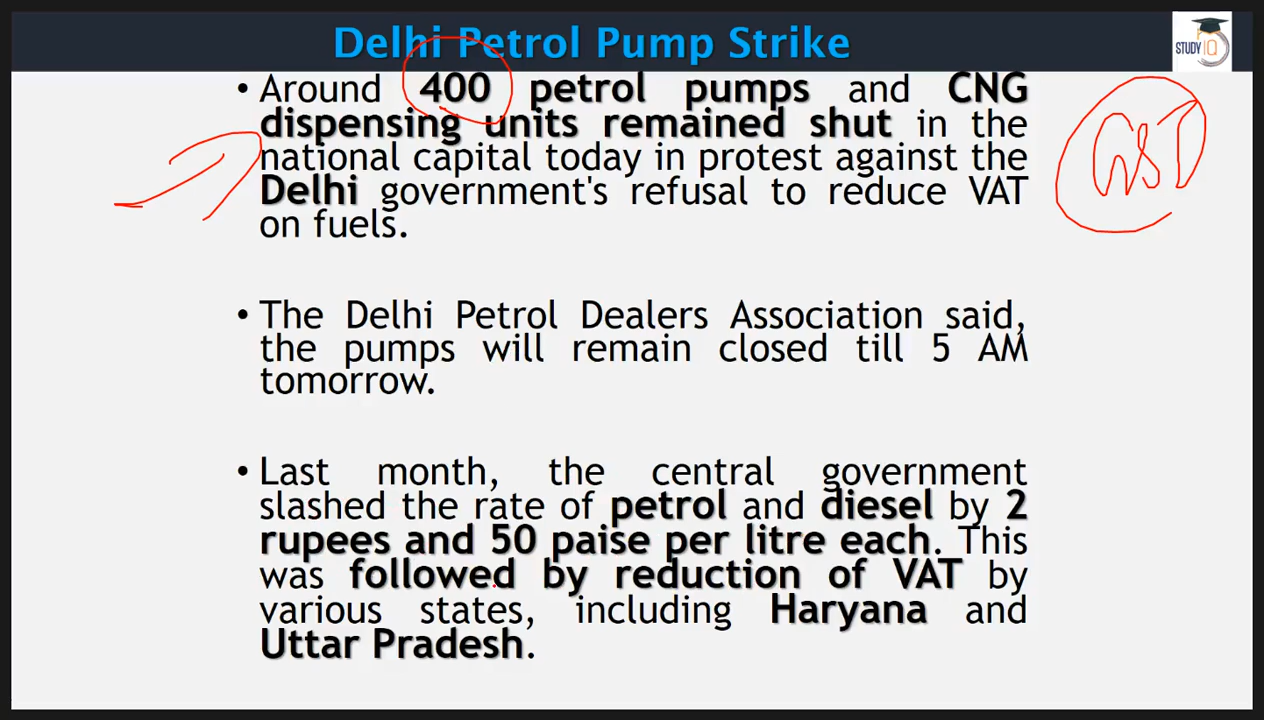 Delhi Petrol Pump Strike
STUDY IQ
• Around 400 petrol pumps and CNG
dispensing units remained shut in the
national capital today in protest against the
Delhi government's refusal to reduce VAT
on fuels.
GST
• The Delhi Petrol Dealers Association said,
the pumps will remain closed till 5 AM
tomorrow.
• Last month, the central government
slashed the rate of petrol and diesel by 2
rupees and 50 paise per litre each. This
was followed by reduction of VAT by
various states, including Haryana and
Uttar Pradesh.